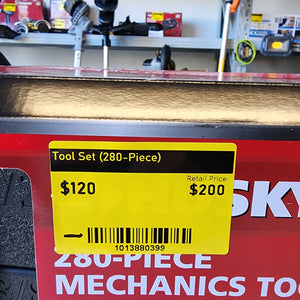 Tool Set (280-Piece)
Retail Price
$120 $200
1013880399
SKY
280-PIECE
MECHANICS TO